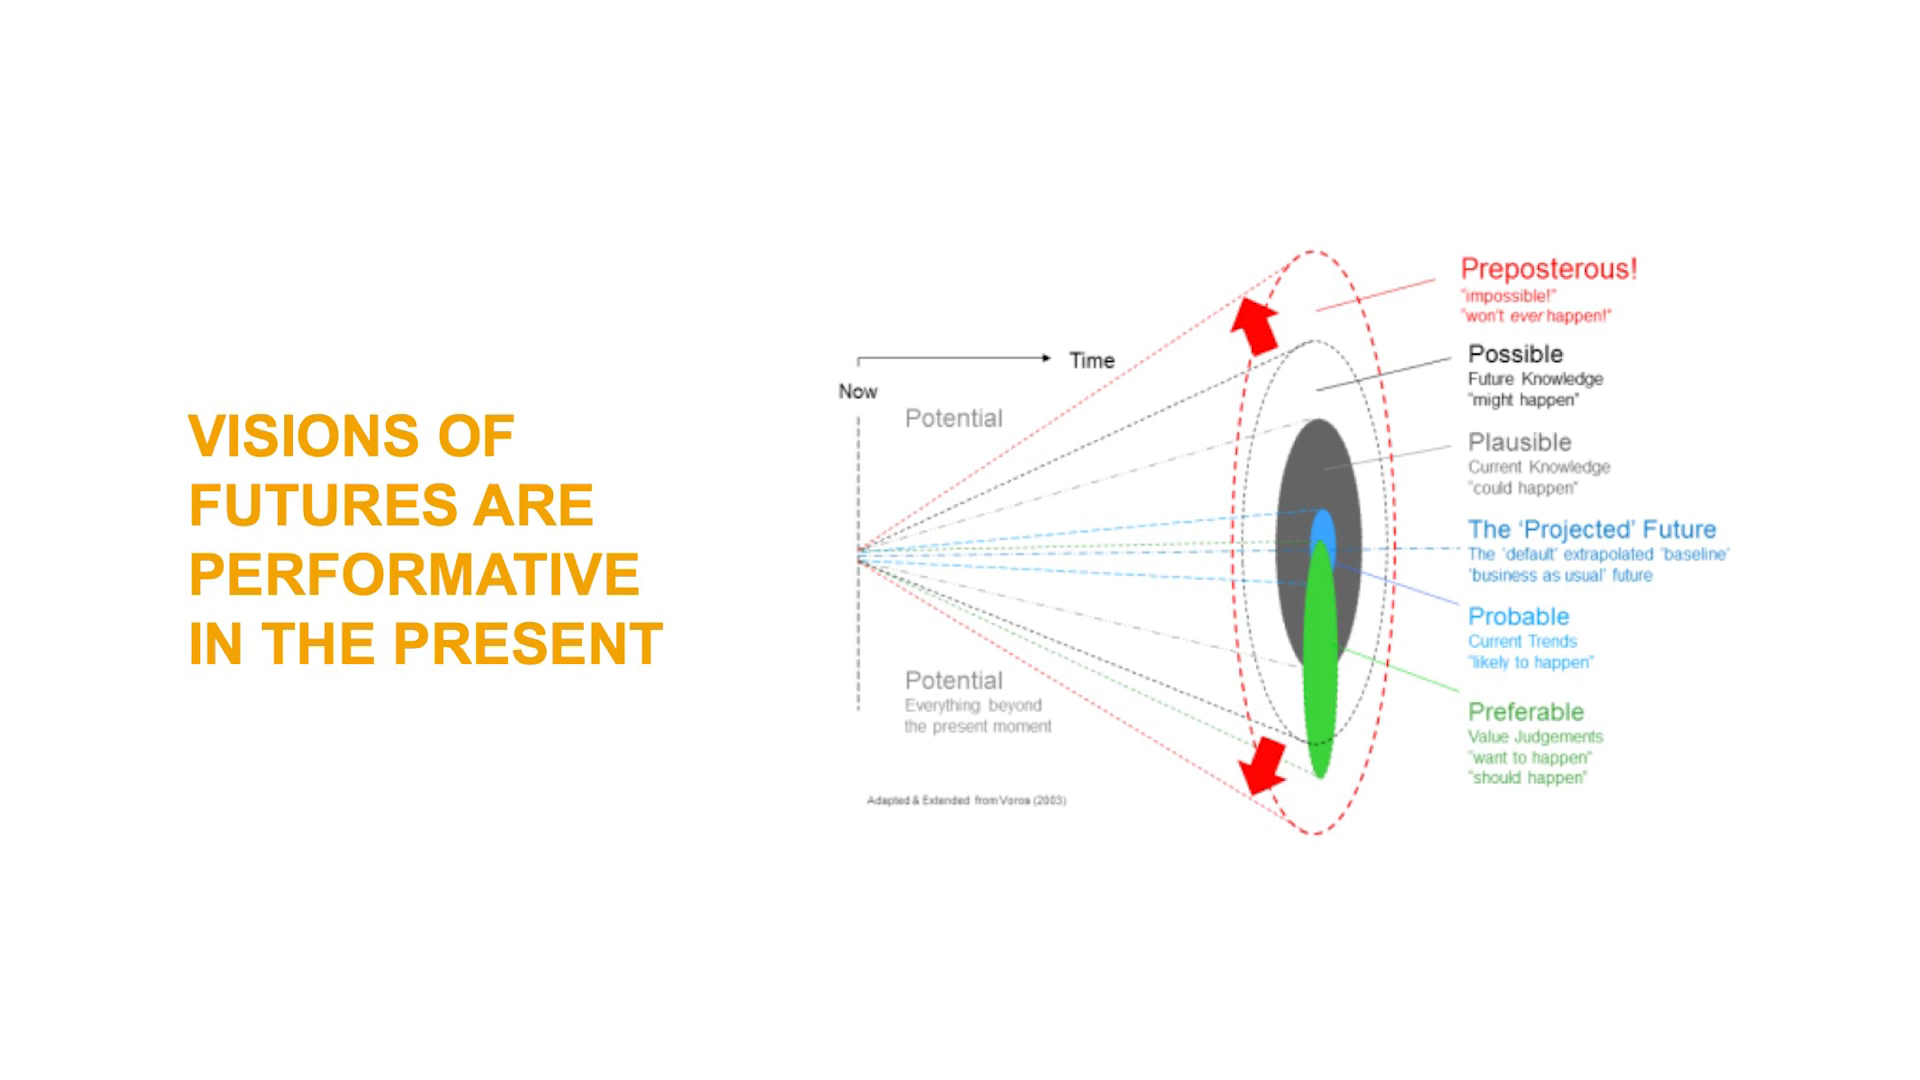 VISIONS OF
FUTURES ARE
PERFORMATIVE
IN THE PRESENT
Time
Now
Potential
Potential
Everything beyond
the present moment
Adapted & Extended from Voros (2003)
Preposterous!
"impossible!"
"won't ever happen!"
Possible
Future Knowledge
"might happen"
Plausible
Current Knowledge
"could happen"
The 'Projected' Future
The 'default' extrapolated 'baseline'
'business as usual' future
Probable
Current Trends
"likely to happen"
Preferable
Value Judgements
"want to happen"
"should happen"